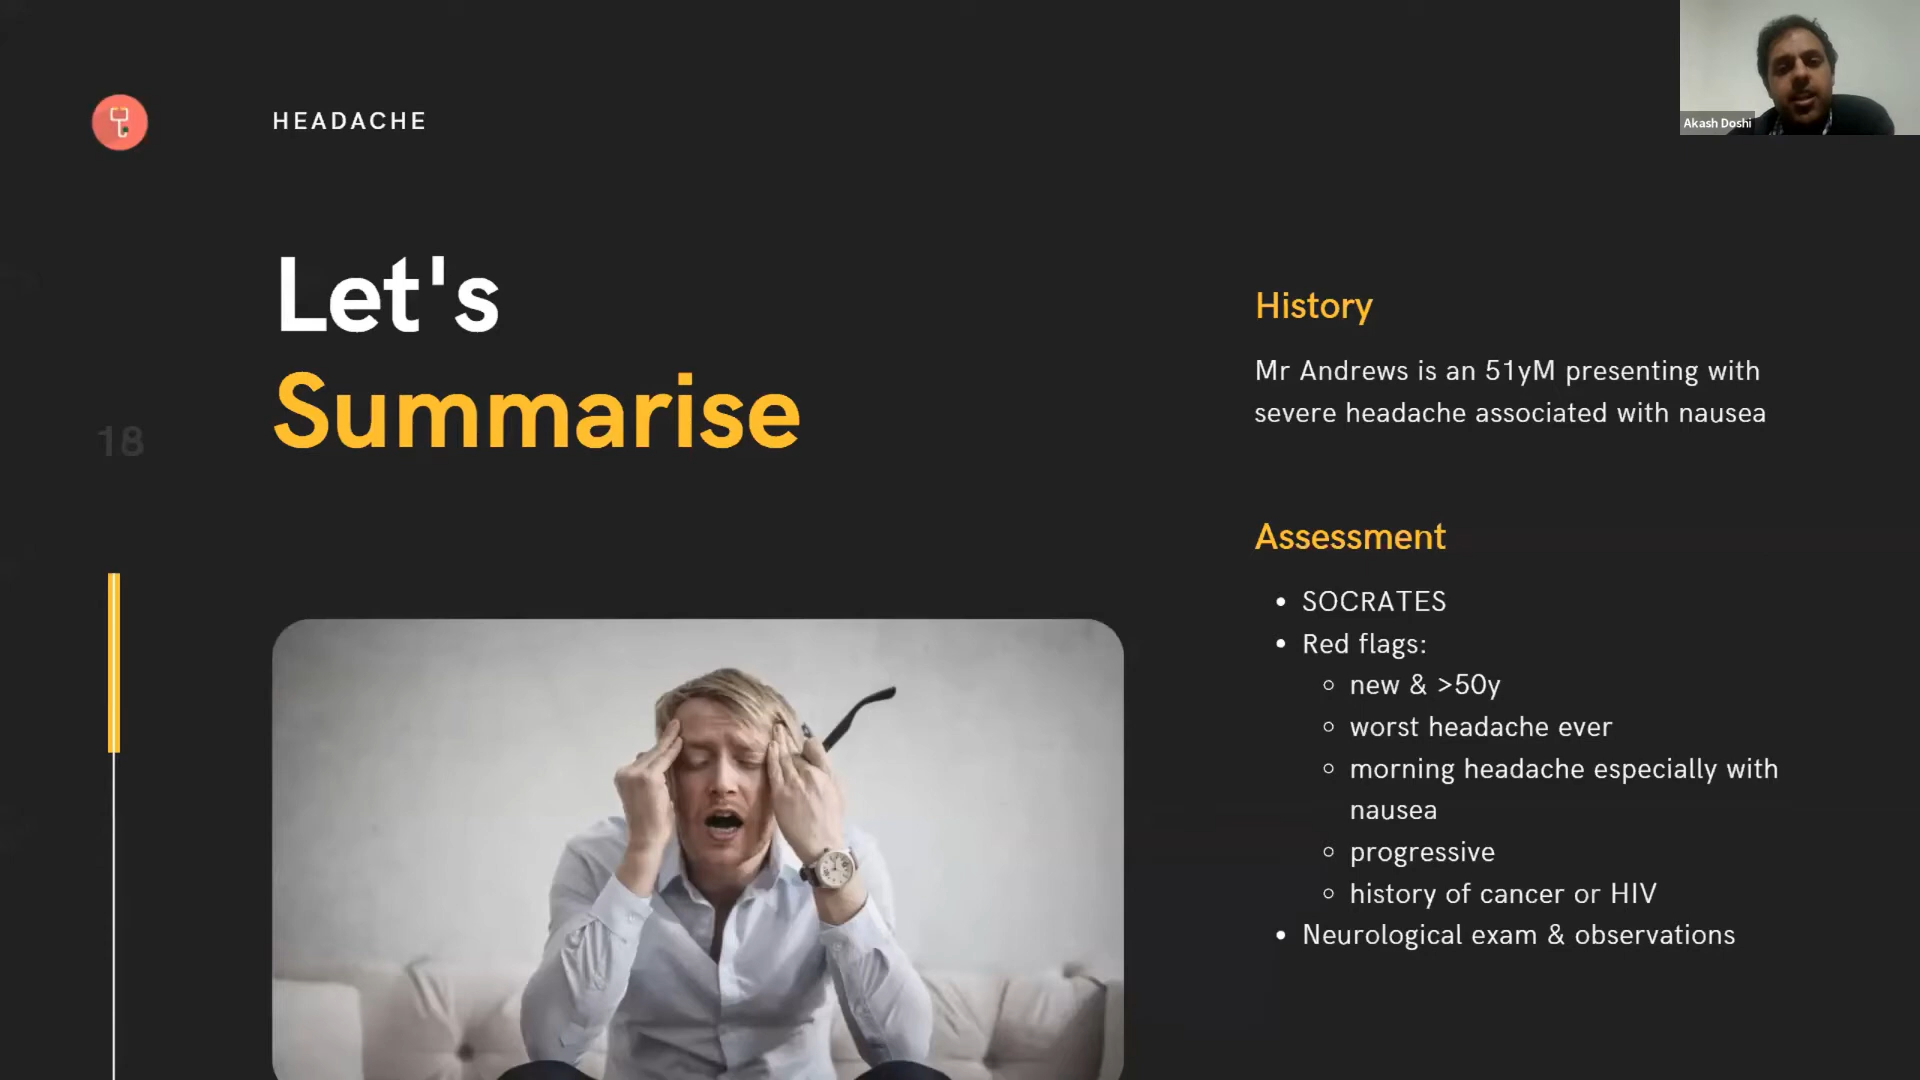 HEADACHE
Akash Doshi
Let's
Summarise
18
History
Mr Andrews is an 51yM presenting with
severe headache associated with nausea
Assessment
• SOCRATES
• Red flags:
◦ new & >50y
◦ worst headache ever
◦ morning headache especially with
nausea
◦ progressive
◦ history of cancer or HIV
• Neurological exam & observations